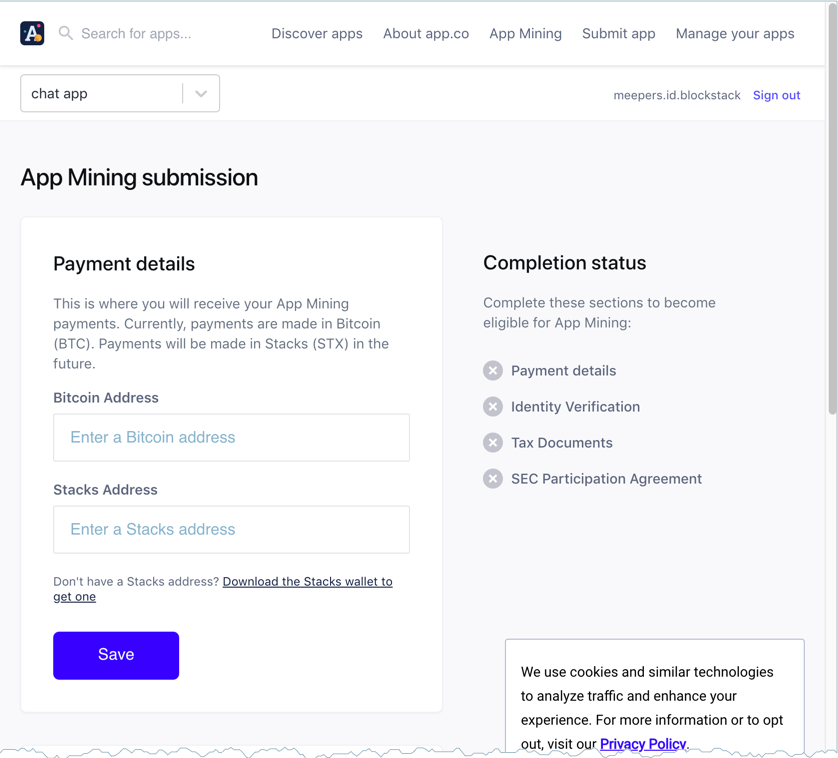 A
Search for apps...
Discover apps
About app.co
App Mining
Submit app
Manage your apps
chat app
meepers.id.blockstack
Sign out
App Mining submission
Payment details
This is where you will receive your App Mining
payments. Currently, payments are made in Bitcoin
(BTC). Payments will be made in Stacks (STX) in the
future.
Bitcoin Address
Enter a Bitcoin address
Stacks Address
Enter a Stacks address
Don't have a Stacks address? Download the Stacks wallet to
get one
Save
Completion status
Complete these sections to become
eligible for App Mining:
Payment details
Identity Verification
Tax Documents
SEC Participation Agreement
We use cookies and similar technologies
to analyze traffic and enhance your
experience. For more information or to opt
out, visit our Privacy Policy.